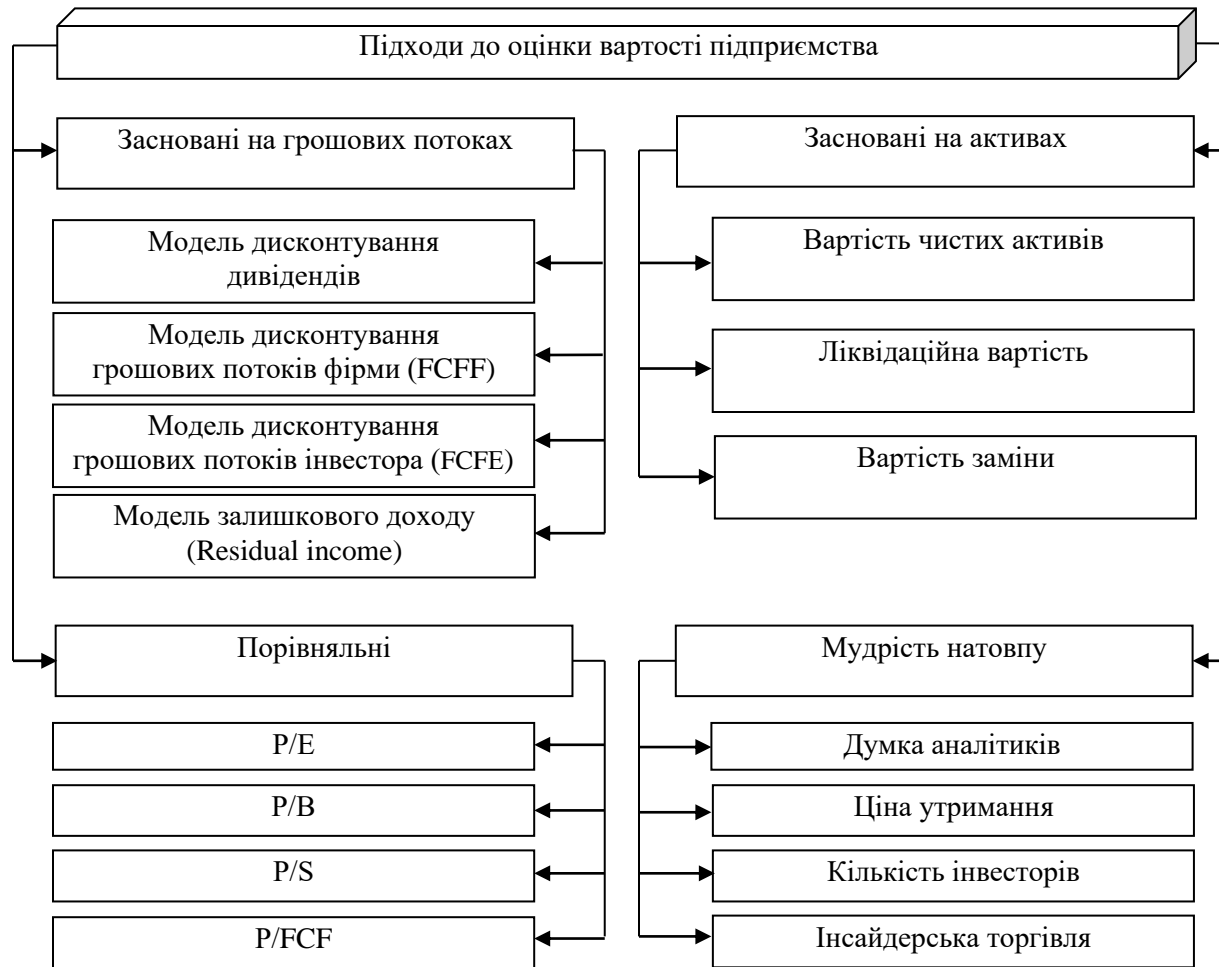 Підходи до оцінки вартості підприємства
Засновані на грошових потоках
Модель дисконтування
дивідендів
Модель дисконтування
грошових потоків фірми (FCFF)
Модель дисконтування
грошових потоків інвестора (FCFE)
Модель залишкового доходу
(Residual income)
Засновані на активах
Вартість чистих активів
Ліквідаційна вартість
Вартість заміни
Порівняльні
P/E
P/B
P/S
P/FCF
Мудрість натовпу
Думка аналітиків
Ціна утримання
Кількість інвесторів
Інсайдерська торгівля